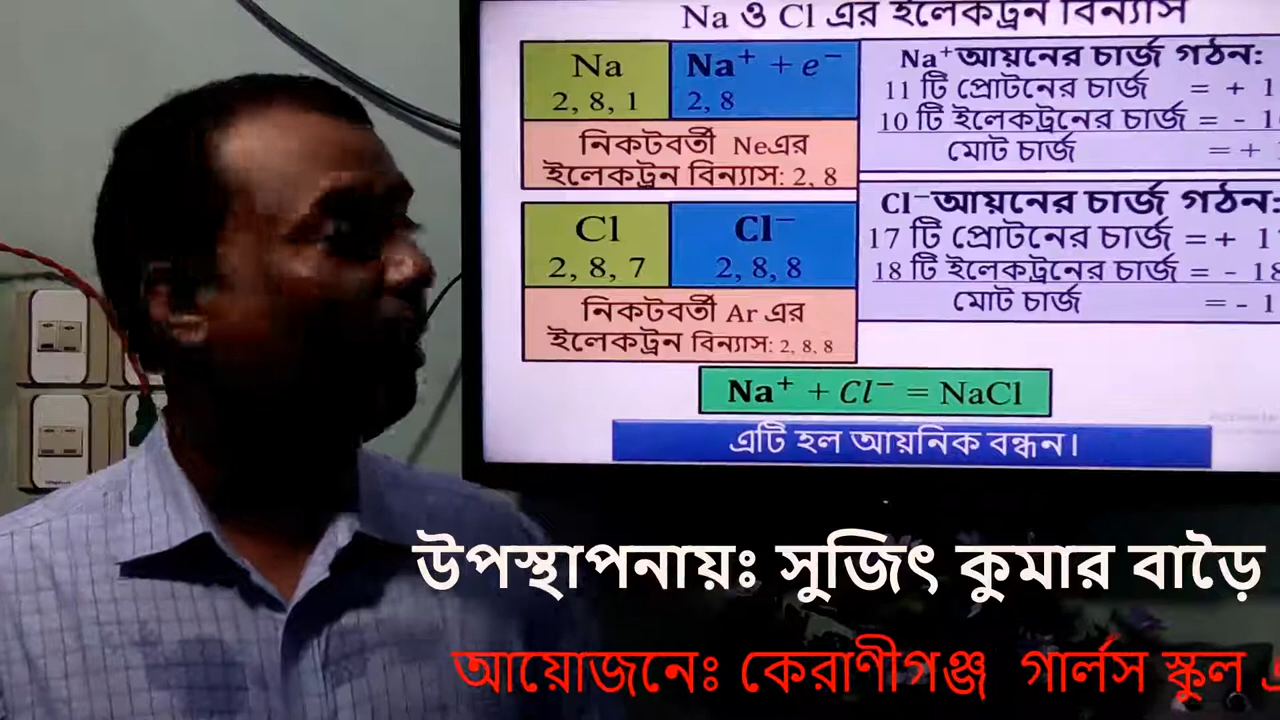 Na ও Cl এর ইলেকট্রন বিন্যাস
Na
2, 8, 1
Na⁺ + e⁻
2, 8
নিকটবর্তী Neএর
ইলেকট্রন বিন্যাস: 2, 8
Na⁺আয়নের চার্জ গঠন:
11 টি প্রোটনের চার্জ = + 1
10 টি ইলেকট্রনের চার্জ = - 1
মোট চার্জ = +
Cl
2, 8, 7
Cl⁻
2, 8, 8
নিকটবর্তী Ar এর
ইলেকট্রন বিন্যাস: 2, 8, 8
Cl⁻আয়নের চার্জ গঠন:
17 টি প্রোটনের চার্জ = + 1
18 টি ইলেকট্রনের চার্জ = - 18
মোট চার্জ = - 1
Na⁺ + Cl⁻ = NaCl
এটি হল আয়নিক বন্ধন।
উপস্থাপনায়ঃ সুজিৎ কুমার বাড়ৈ
আয়োজনেঃ কেরাণীগঞ্জ গার্লস স্কুল